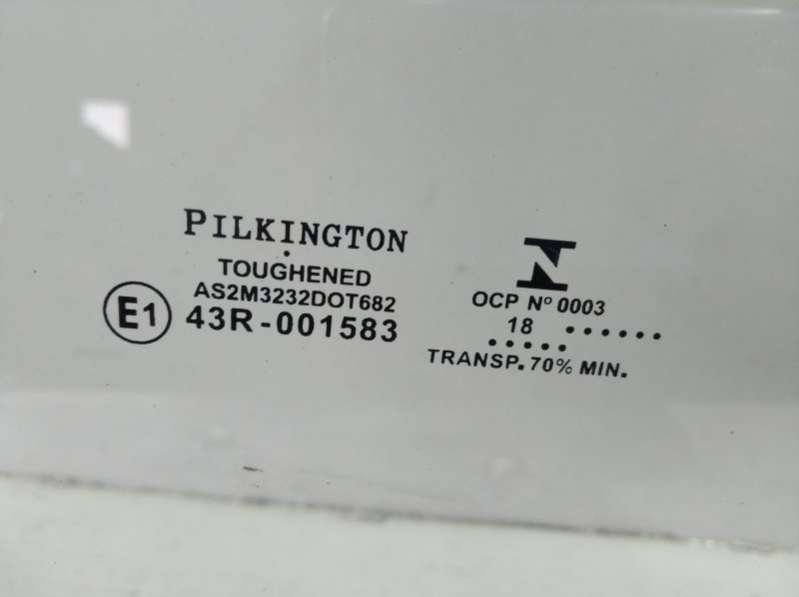 PILKINGTON
TOUGHENED
AS2M3232DOT682
E1 43R-001583
OCP Nº 0003
18 ......
.....
TRANSP. 70% MIN.